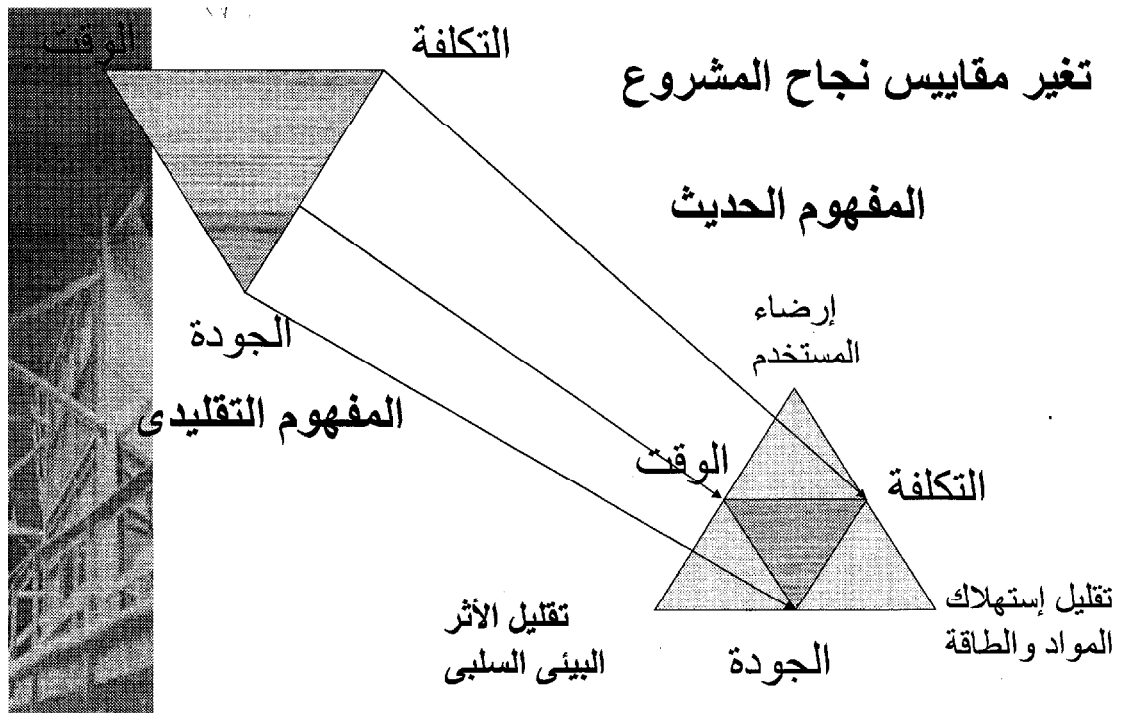 الوقت
التكلفة
تغير مقاييس نجاح المشروع
المفهوم الحديث
الجودة
المفهوم التقليدى
إرضاء
المستخدم
الوقت
التكلفة
تقليل الأثر
البيئى السلبى
الجودة
تقليل إستهلاك
المواد والطاقة